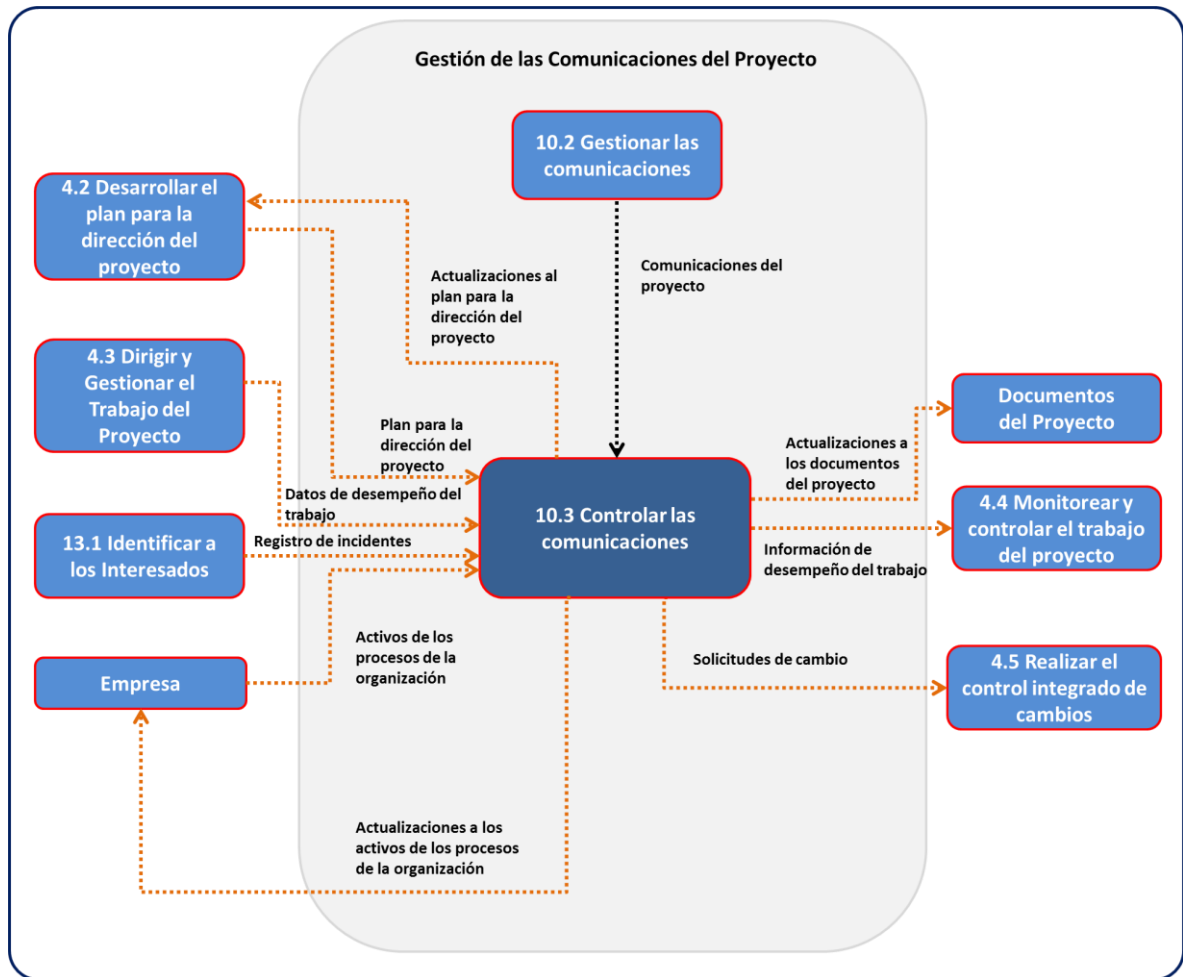 Gestión de las Comunicaciones del Proyecto
10.2 Gestionar las
comunicaciones
4.2 Desarrollar el
plan para la
dirección del
proyecto
Actualizaciones al
plan para la
dirección del
proyecto
Comunicaciones del
proyecto
4.3 Dirigir y
Gestionar el
Trabajo del
Proyecto
Plan para la
dirección del
proyecto
Datos de desempeño del
trabajo
13.1 Identificar a
los Interesados
Registro de incidentes
10.3 Controlar las
comunicaciones
Documentos
del Proyecto
Actualizaciones a
los documentos
del proyecto
4.4 Monitorear y
controlar el trabajo
del proyecto
Información de
desempeño del trabajo
Empresa
Activos de los
procesos de la
organización
Solicitudes de cambio
4.5 Realizar el
control integrado de
cambios
Actualizaciones a los
activos de los procesos
de la organización